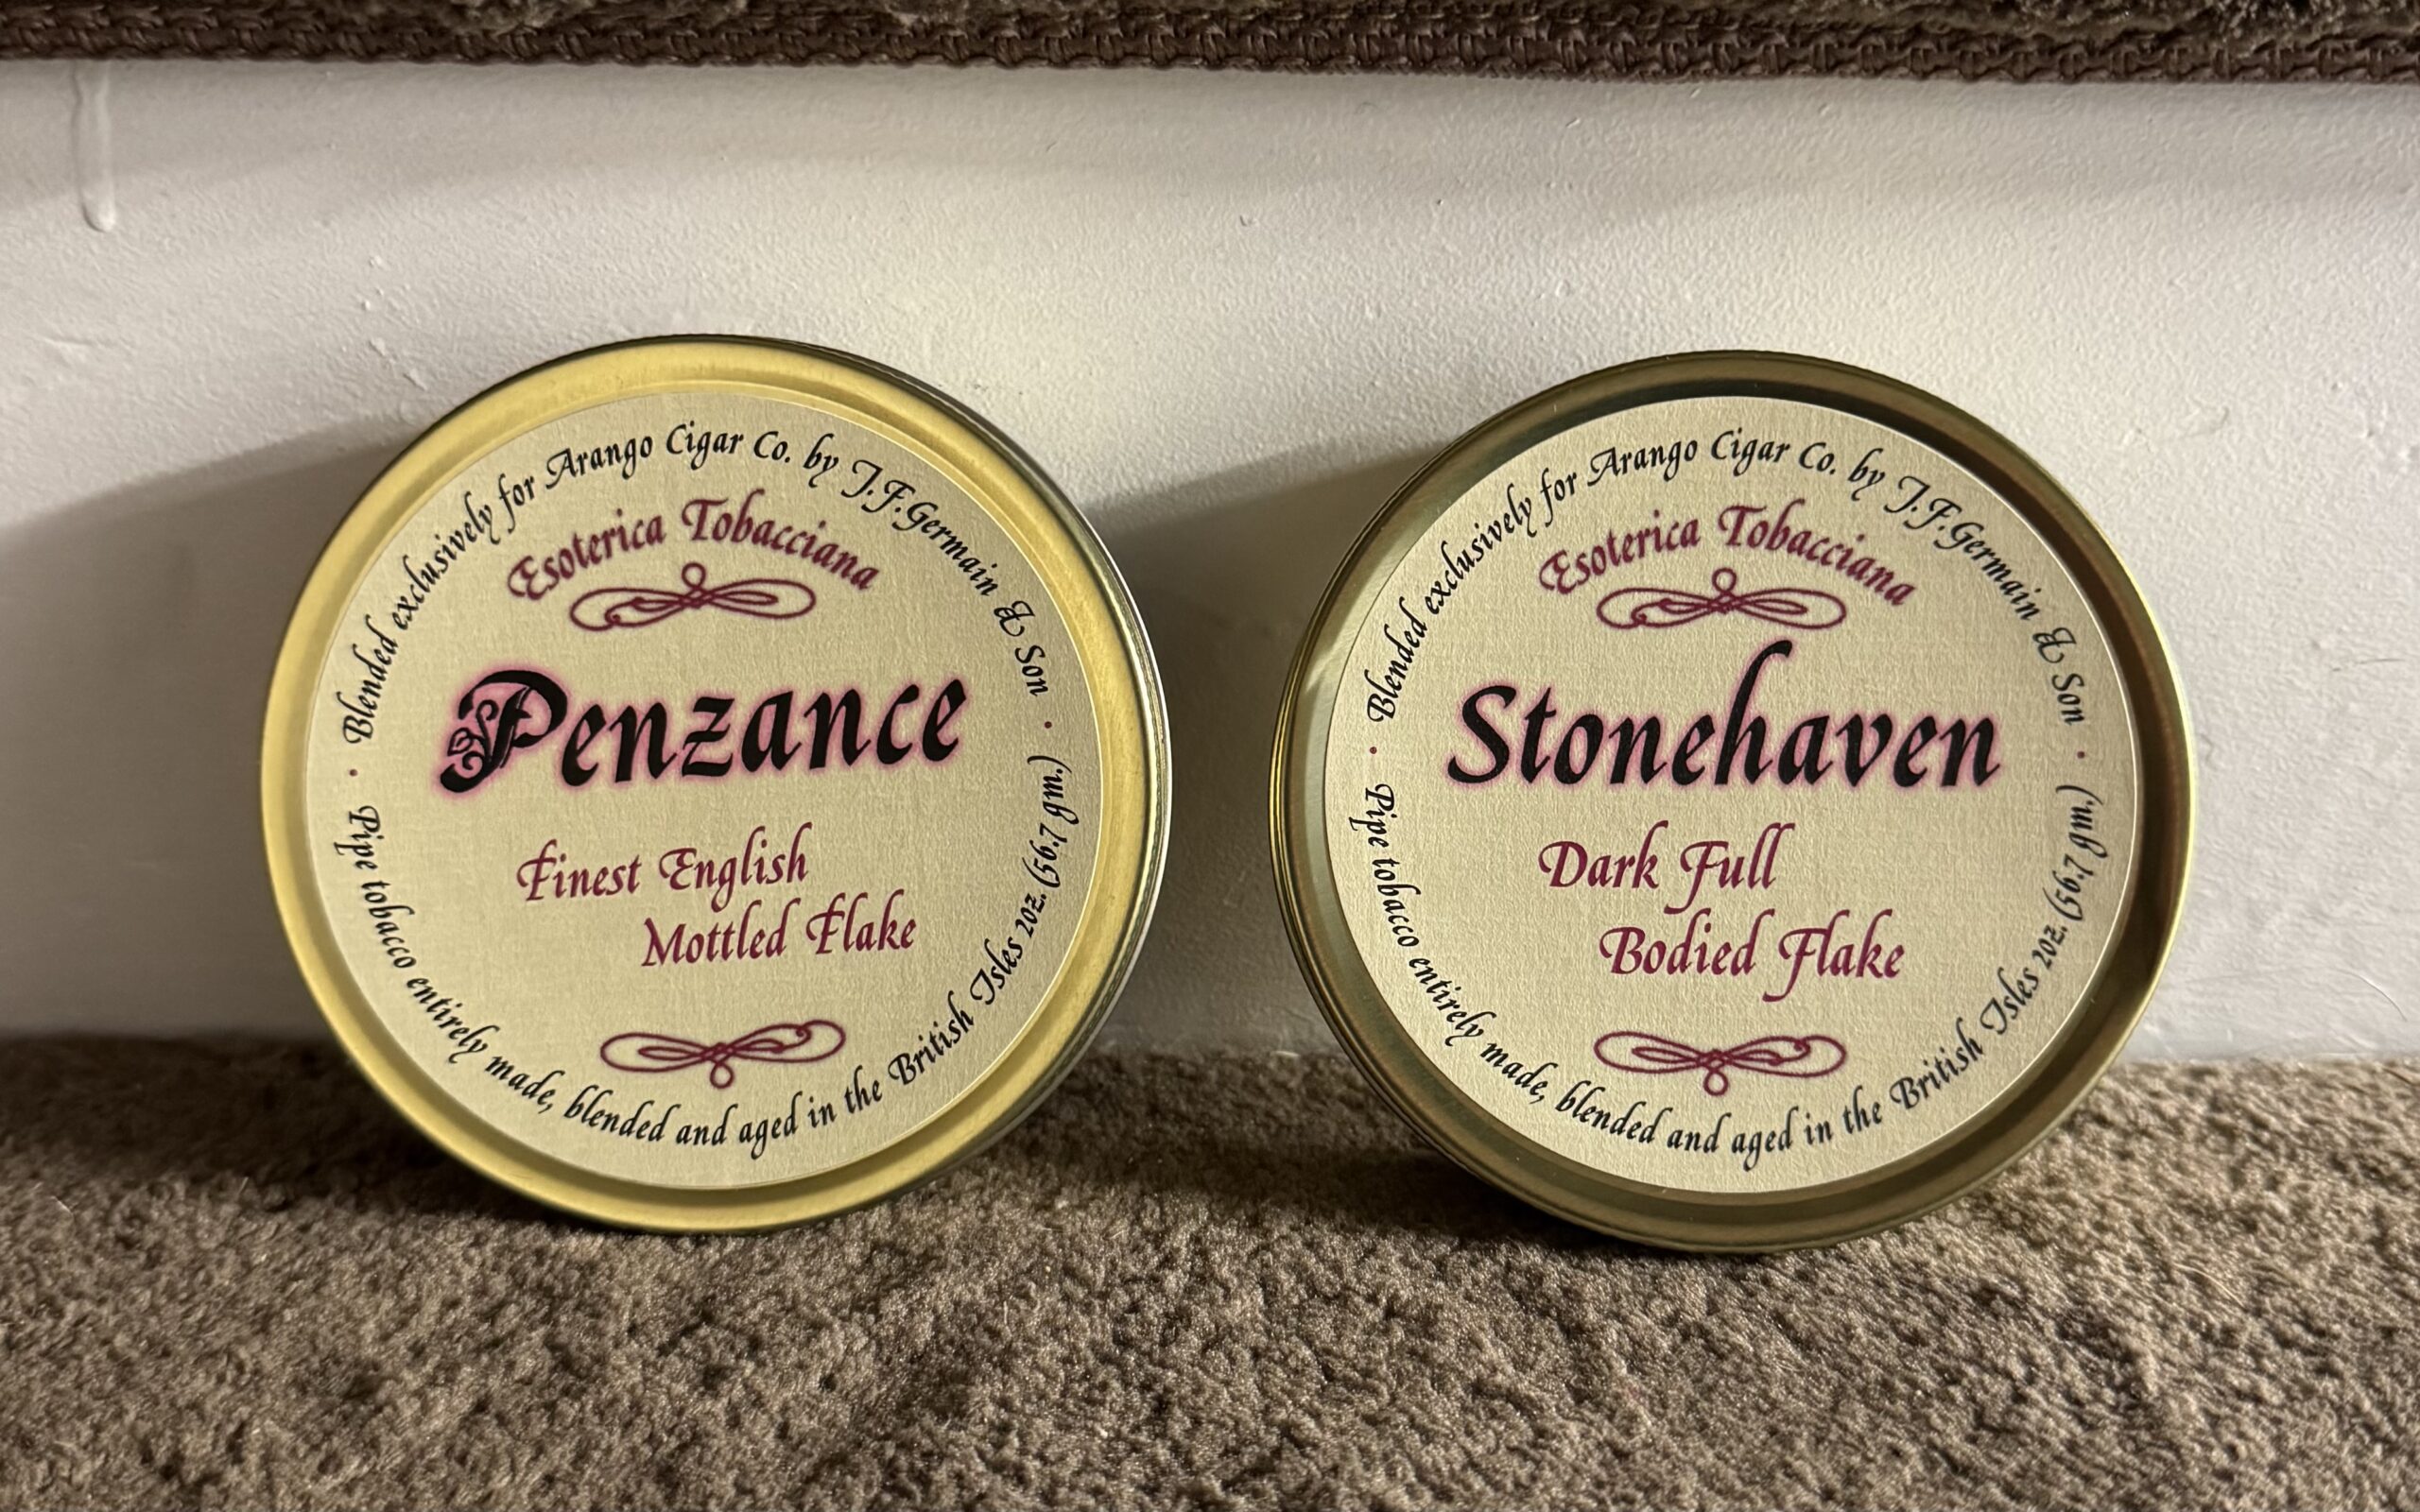 Blended exclusively for Arango Cigar Co. by J.F.Germain & Son
Esoterica Tobacciana
Penzance
Finest English
Mottled Flake
Pipe tobacco entirely made, blended and aged in the British Isles 2oz. (56.7 gm.)
Blended exclusively for Arango Cigar Co. by J.F.Germain & Son
Esoterica Tobacciana
Stonehaven
Dark Full
Bodied Flake
Pipe tobacco entirely made, blended and aged in the British Isles 2oz. (56.7 gm.)